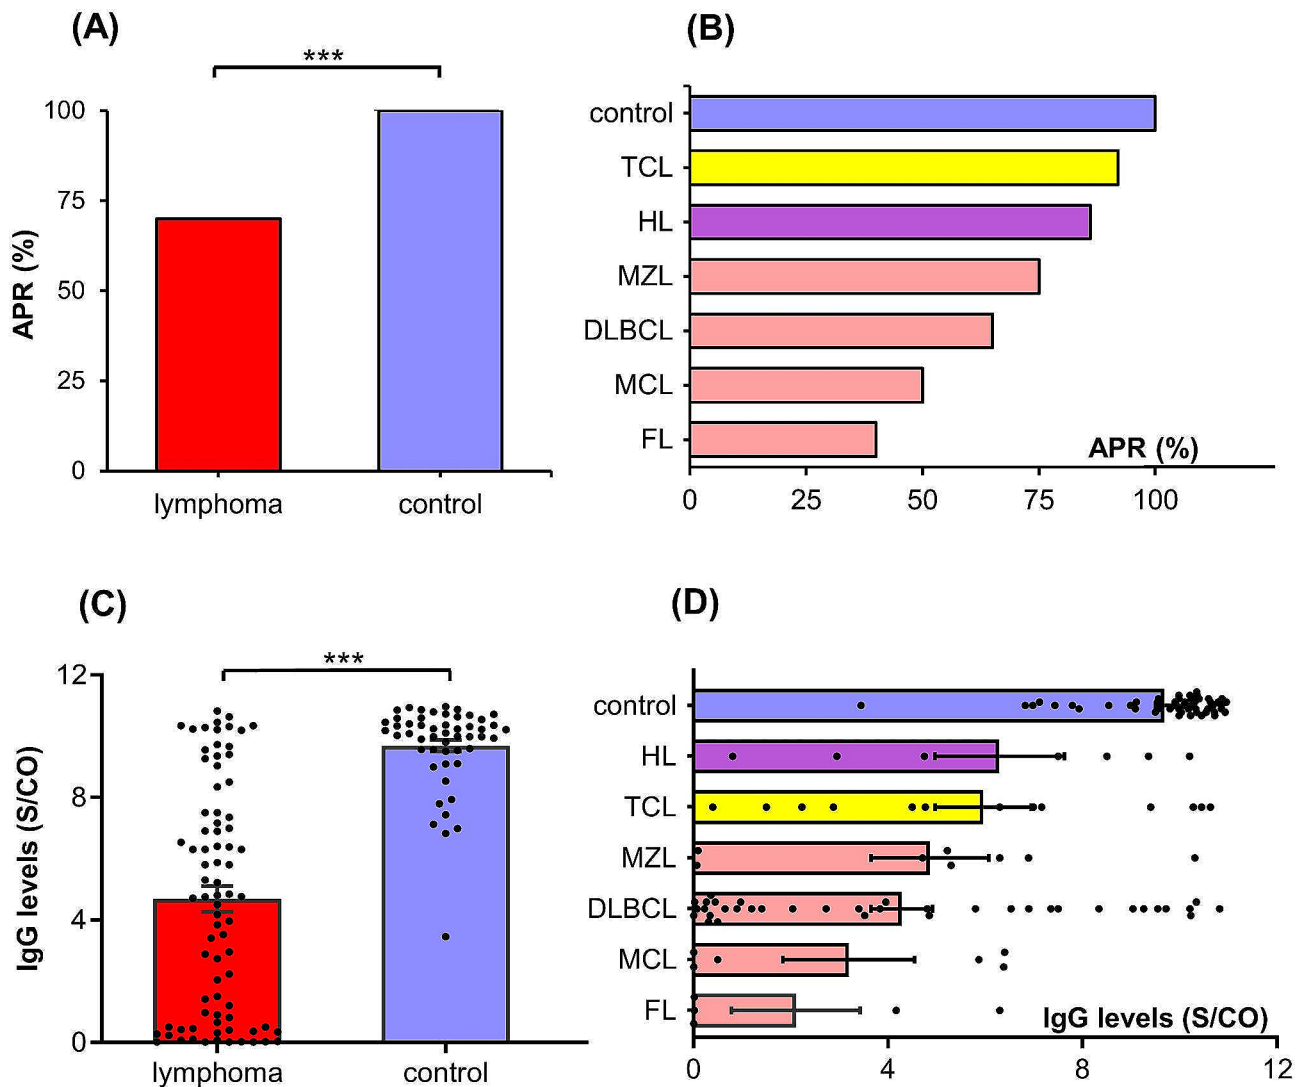 (A)
***
100
75
50
25
0
APR (%)
lymphoma
control
(B)
control
TCL
HL
MZL
DLBCL
MCL
FL
APR (%)
0 25 50 75 100
(C)
***
12
8
4
0
IgG levels (S/CO)
lymphoma
control
(D)
control
HL
TCL
MZL
DLBCL
MCL
FL
IgG levels (S/CO)
0 4 8 12